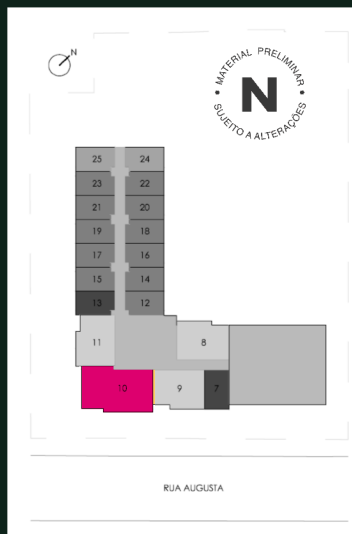 N
MATERIAL PRELIMINAR
N
SUJEITO A ALTERAÇÕES
25 24
23 22
21 20
19 18
17 16
15 14
13 12
11 8
10 9 7
RUA AUGUSTA